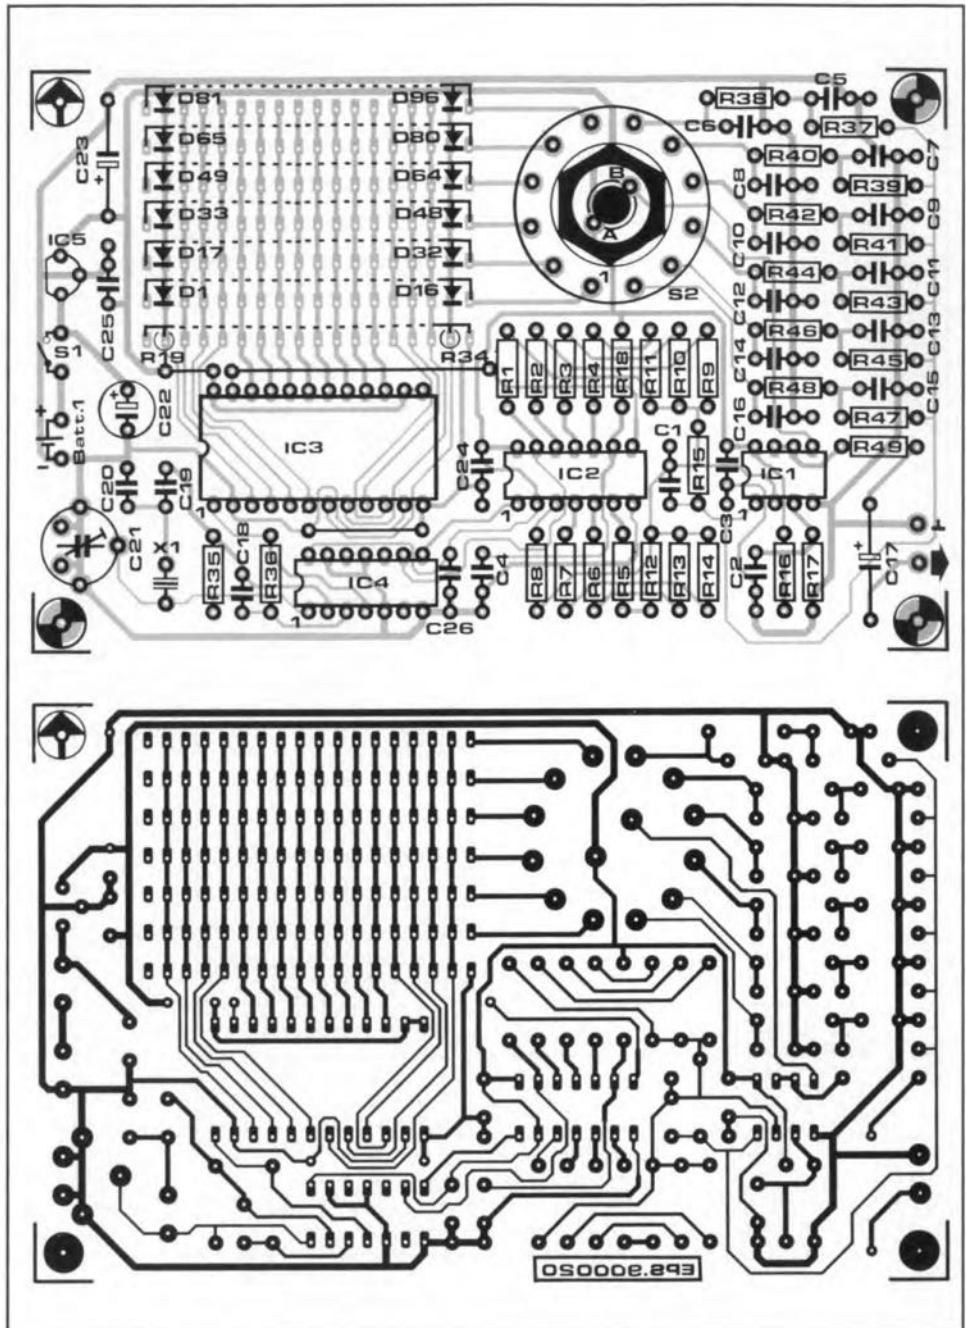 C5
R38
D81
D96
C6
R37
C7
D65
D80
R40
C23
+
B
R39
D49
D64
C8
C9
R42
D33
D48
A
R41
IC5
C10
C11
D17
D32
R44
1
R43
D1
D16
S2
C12
C13
C25
R46
S1
R19
R34
R45
C14
C15
R1
R2
R3
R4
R18
R11
R10
R9
R48
+
C22
R47
+
C16
Batt.1
C1
R49
-
IC3
C24
IC2
R15
IC1
C20
C19
1
1
1
C3
C21
X1
C18
+
+
R35
R36
IC4
C4
R8
R7
R6
R5
R12
R13
R14
C2
R16
R17
C17
1
C26
EPS.900020